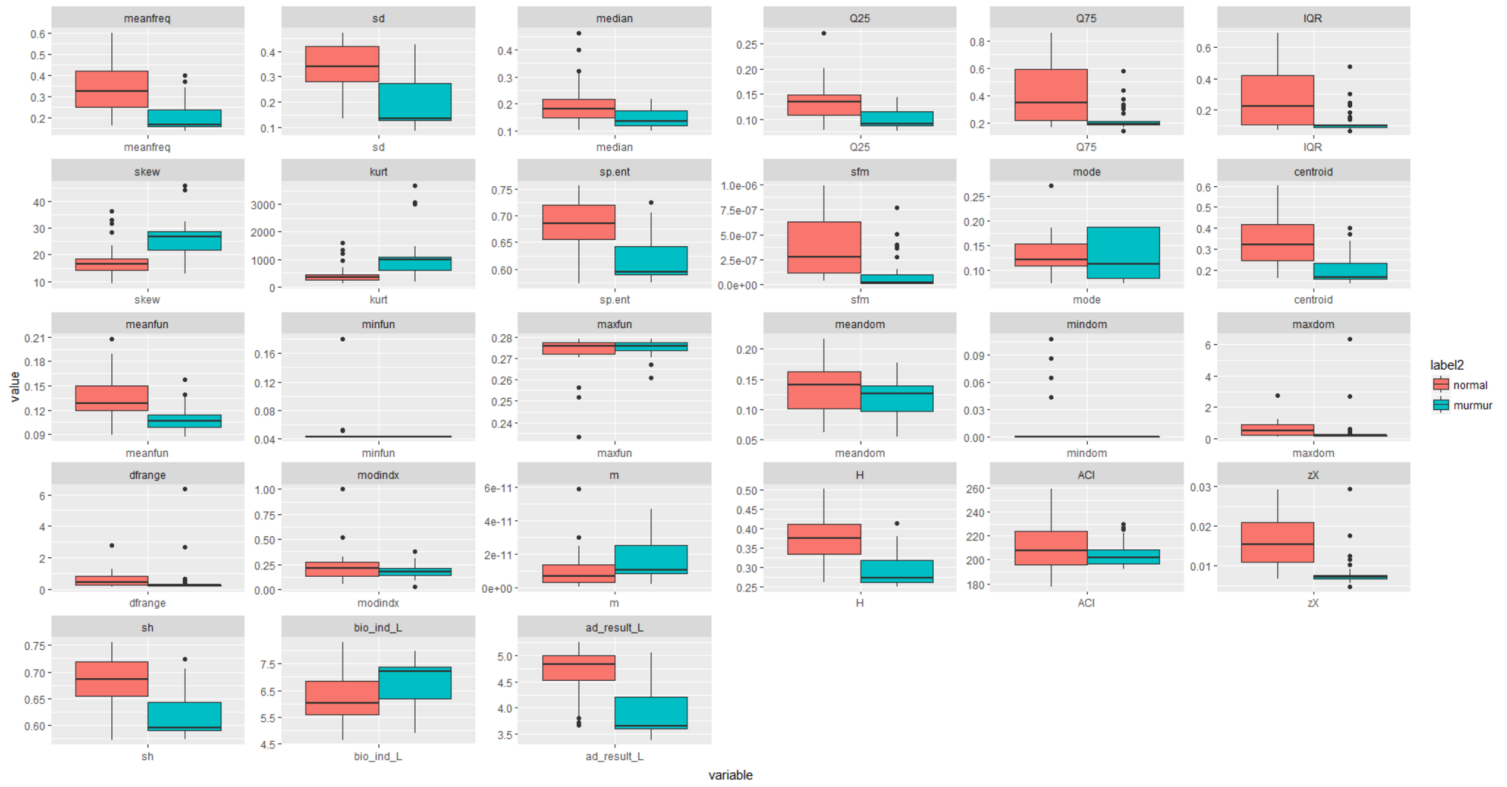 meanfreq sd median Q25 Q75 IQR
0.6 0.5 0.4 0.3 0.2
0.4 0.3 0.2 0.1
0.4 0.3 0.2 0.1
0.25 0.20 0.15 0.10
0.8 0.6 0.4 0.2
0.6 0.4 0.2
meanfreq sd median Q25 Q75 IQR
skew kurt sp.ent sfm mode centroid
40 30 20 10
3000 2000 1000 0
0.75 0.70 0.65 0.60
1.0e-06 7.5e-07 5.0e-07 2.5e-07 0.0e+00
0.25 0.20 0.15 0.10
0.6 0.5 0.4 0.3 0.2
skew kurt sp.ent sfm mode centroid
meanfun minfun maxfun meandom mindom maxdom
0.21 0.18 0.15 0.12 0.09
0.16 0.12 0.08 0.04
0.28 0.27 0.26 0.25 0.24
0.20 0.15 0.10 0.05
0.09 0.06 0.03 0.00
6 4 2 0
meanfun minfun maxfun meandom mindom maxdom
dfrange modindx m H ACI zX
6 4 2 0
1.00 0.75 0.50 0.25 0.00
6e-11 4e-11 2e-11 0e+00
0.50 0.45 0.40 0.35 0.30 0.25
260 240 220 200 180
0.03 0.02 0.01
dfrange modindx m H ACI zX
sh bio_ind_L ad_result_L
0.75 0.70 0.65 0.60
7.5 6.5 5.5 4.5
5.0 4.5 4.0 3.5
sh bio_ind_L ad_result_L
value
variable
label2
normal
murmur